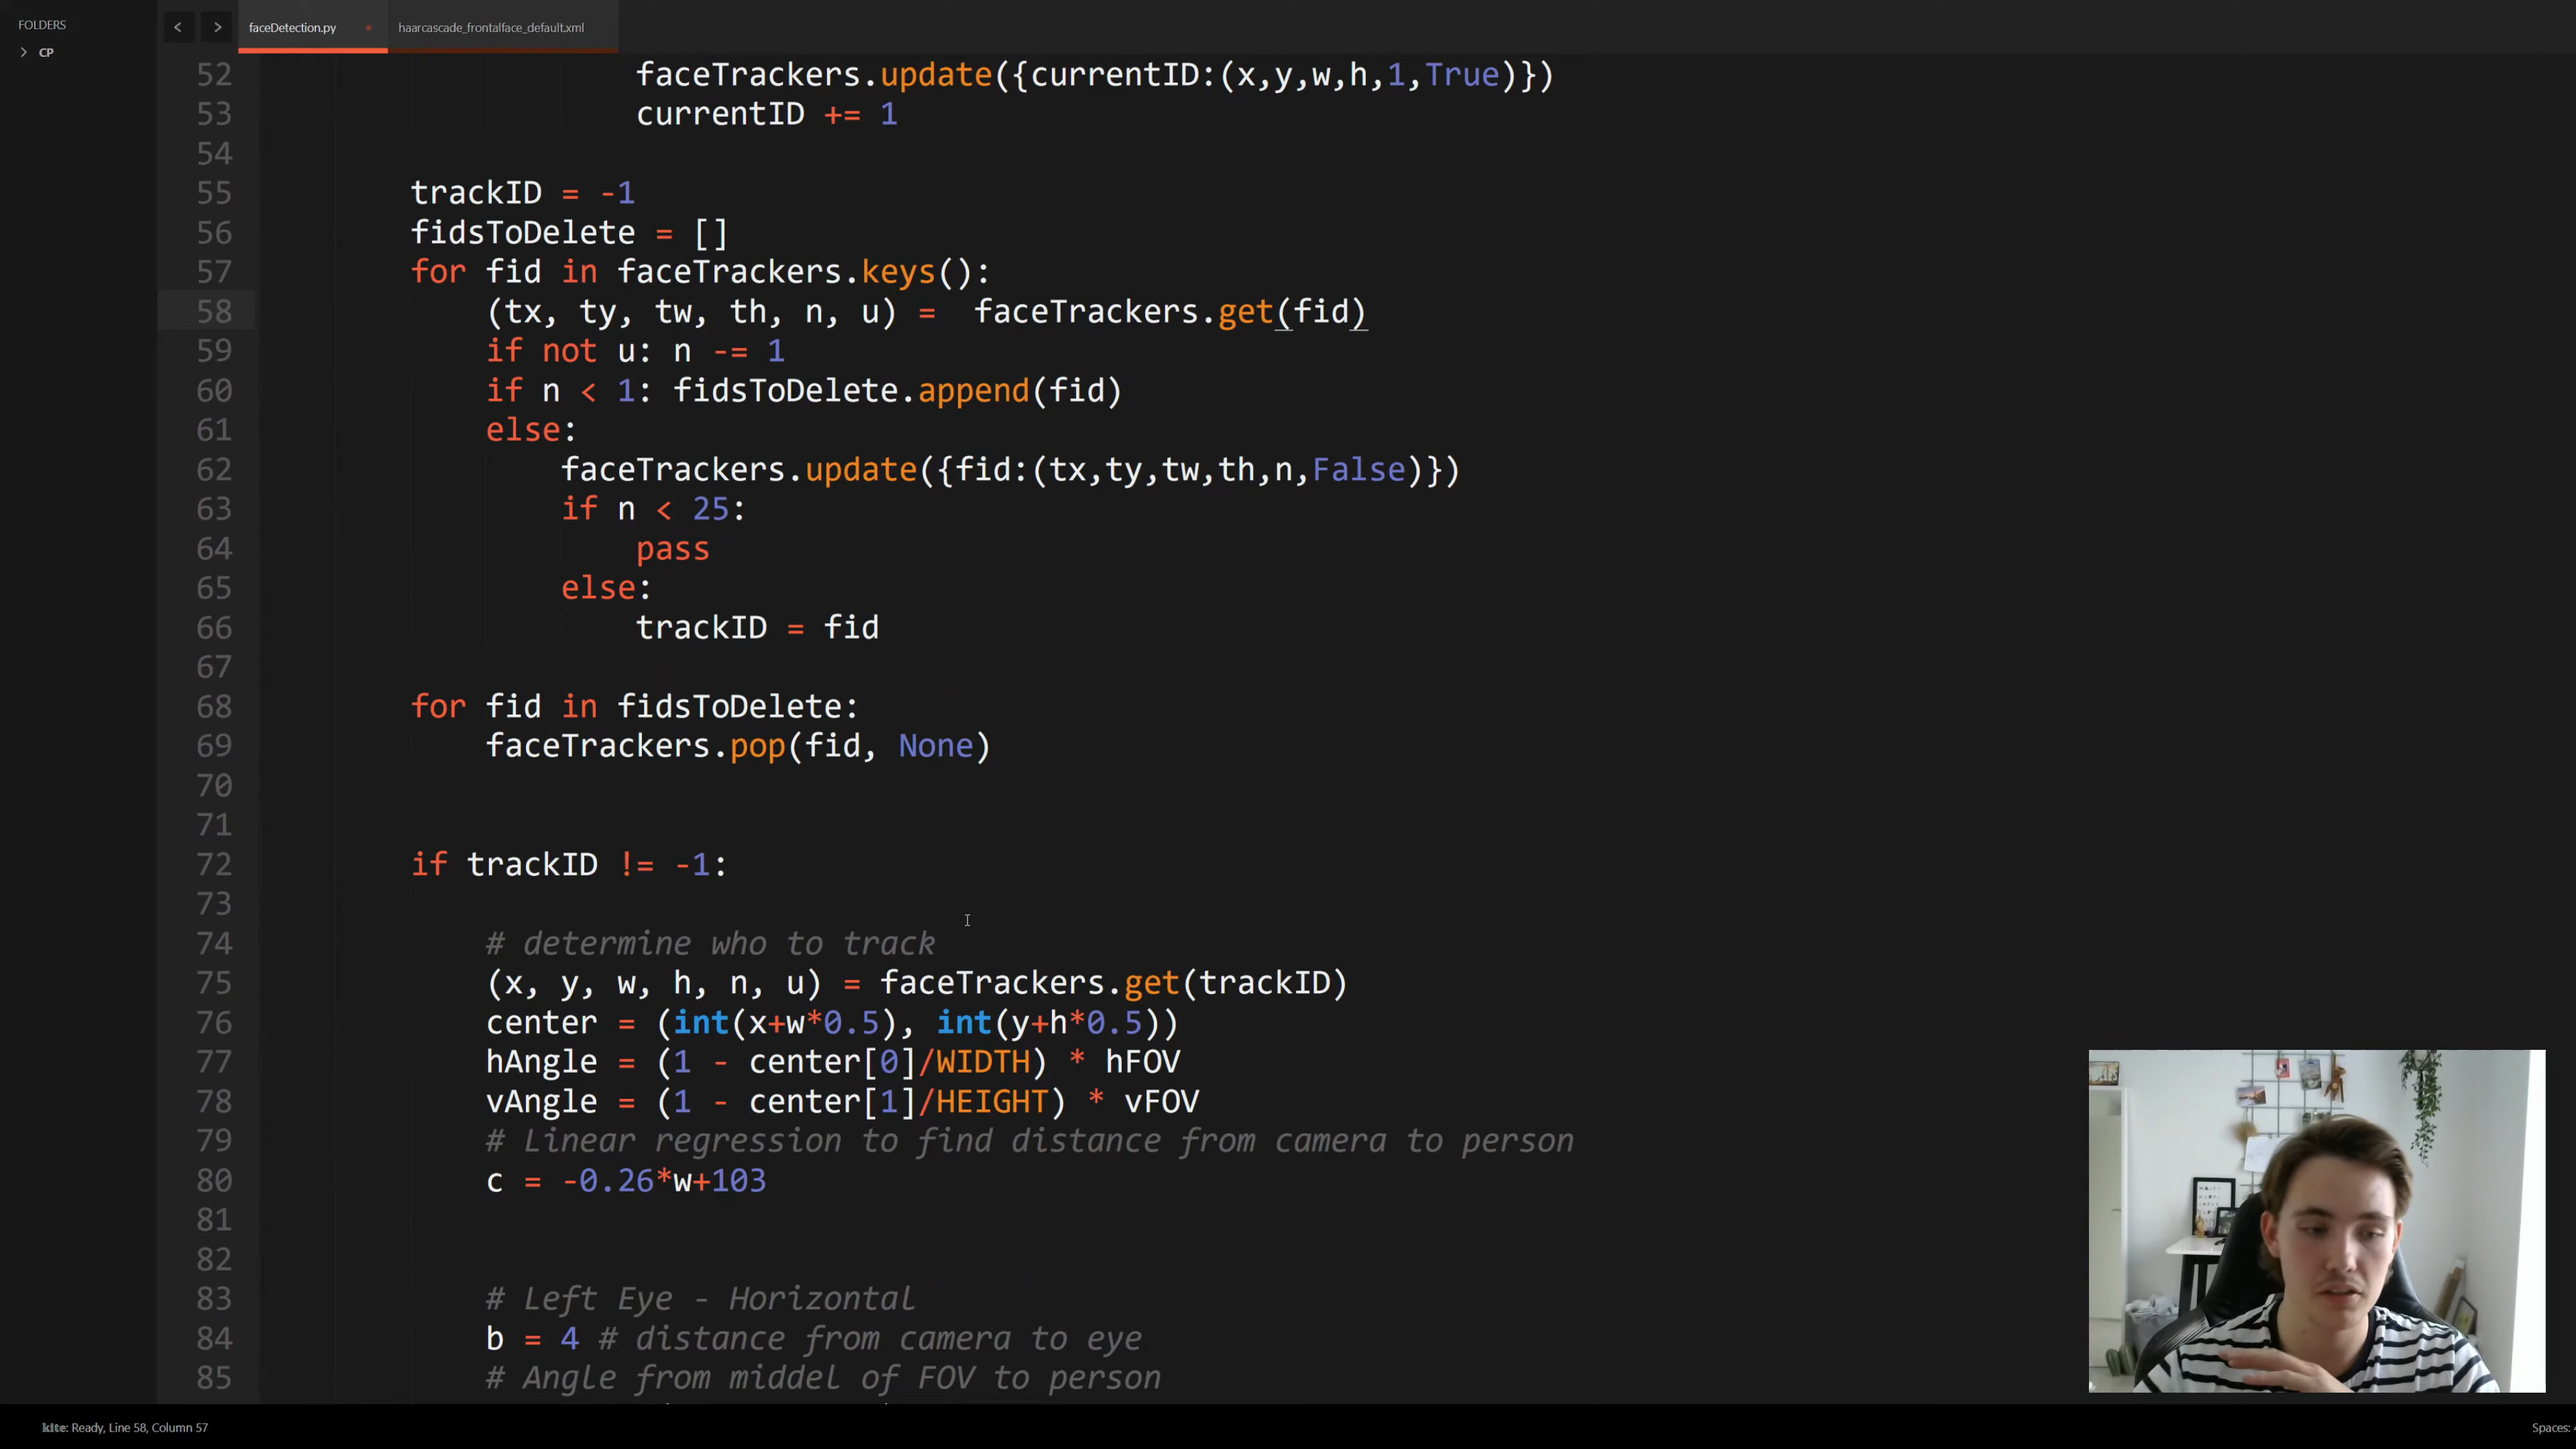 FOLDERS
CP
faceDetection.py
haarcascade_frontalface_default.xml
52 faceTrackers.update({currentID:(x,y,w,h,1,True)})
53 currentID += 1
54
55 trackID = -1
56 fidsToDelete = []
57 for fid in faceTrackers.keys():
58 (tx, ty, tw, th, n, u) =  faceTrackers.get(fid)
59 if not u: n -= 1
60 if n < 1: fidsToDelete.append(fid)
61 else:
62 faceTrackers.update({fid:(tx,ty,tw,th,n,False)})
63 if n < 25:
64 pass
65 else:
66 trackID = fid
67
68 for fid in fidsToDelete:
69 faceTrackers.pop(fid, None)
70
71
72 if trackID != -1:
73
74 # determine who to track
75 (x, y, w, h, n, u) = faceTrackers.get(trackID)
76 center = (int(x+w*0.5), int(y+h*0.5))
77 hAngle = (1 - center[0]/WIDTH) * hFOV
78 vAngle = (1 - center[1]/HEIGHT) * vFOV
79 # Linear regression to find distance from camera to person
80 c = -0.26*w+103
81
82
83 # Left Eye - Horizontal
84 b = 4 # distance from camera to eye
85 # Angle from middel of FOV to person
kite: Ready, Line 58, Column 57
Spaces: